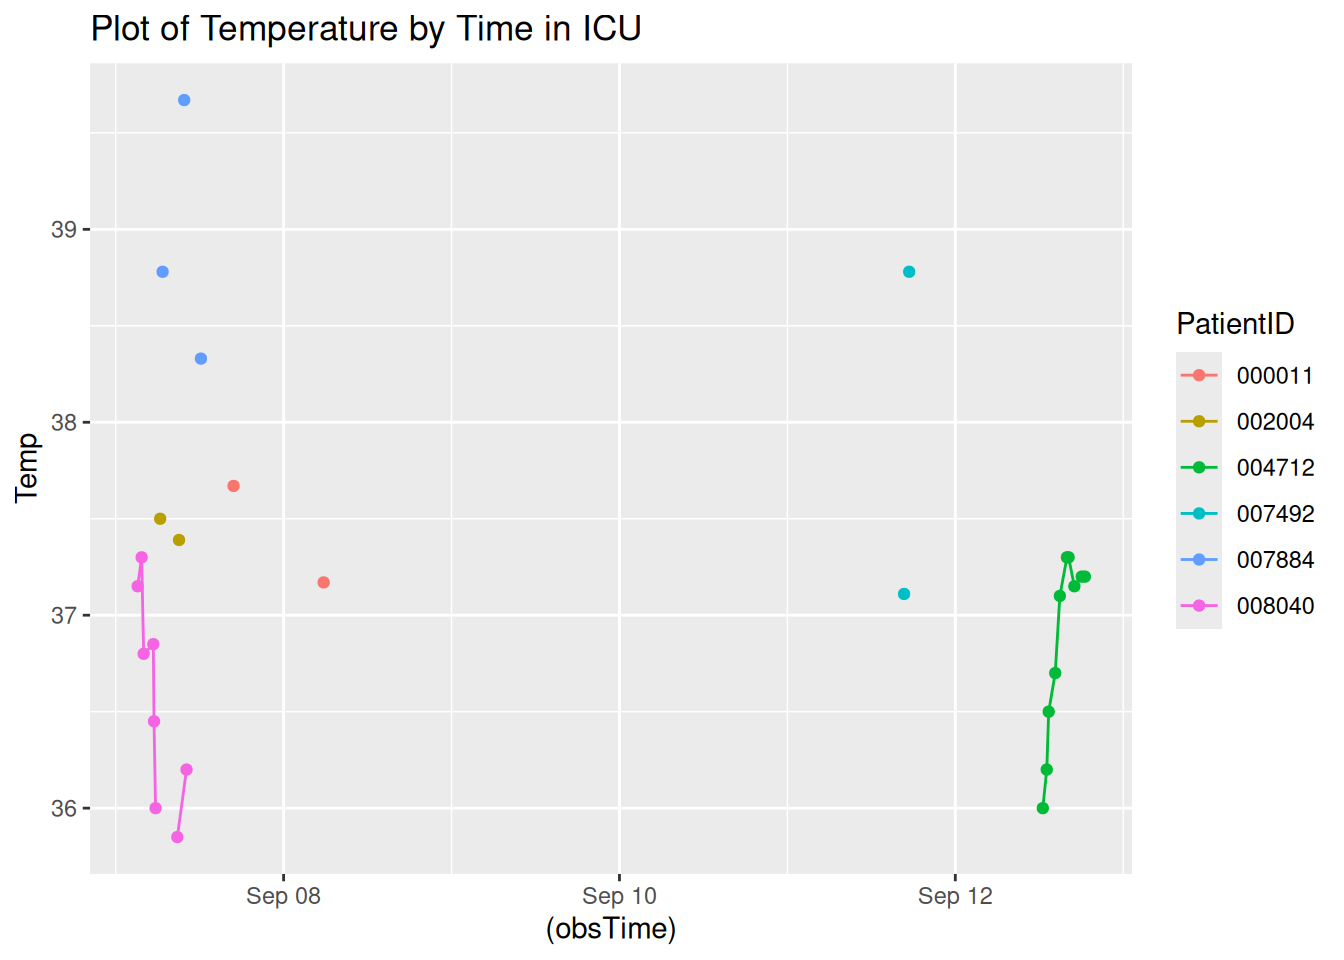 Plot of Temperature by Time in ICU
39
38
37
36
Temp
Sep 08
Sep 10
Sep 12
(obsTime)
PatientID
000011
002004
004712
007492
007884
008040